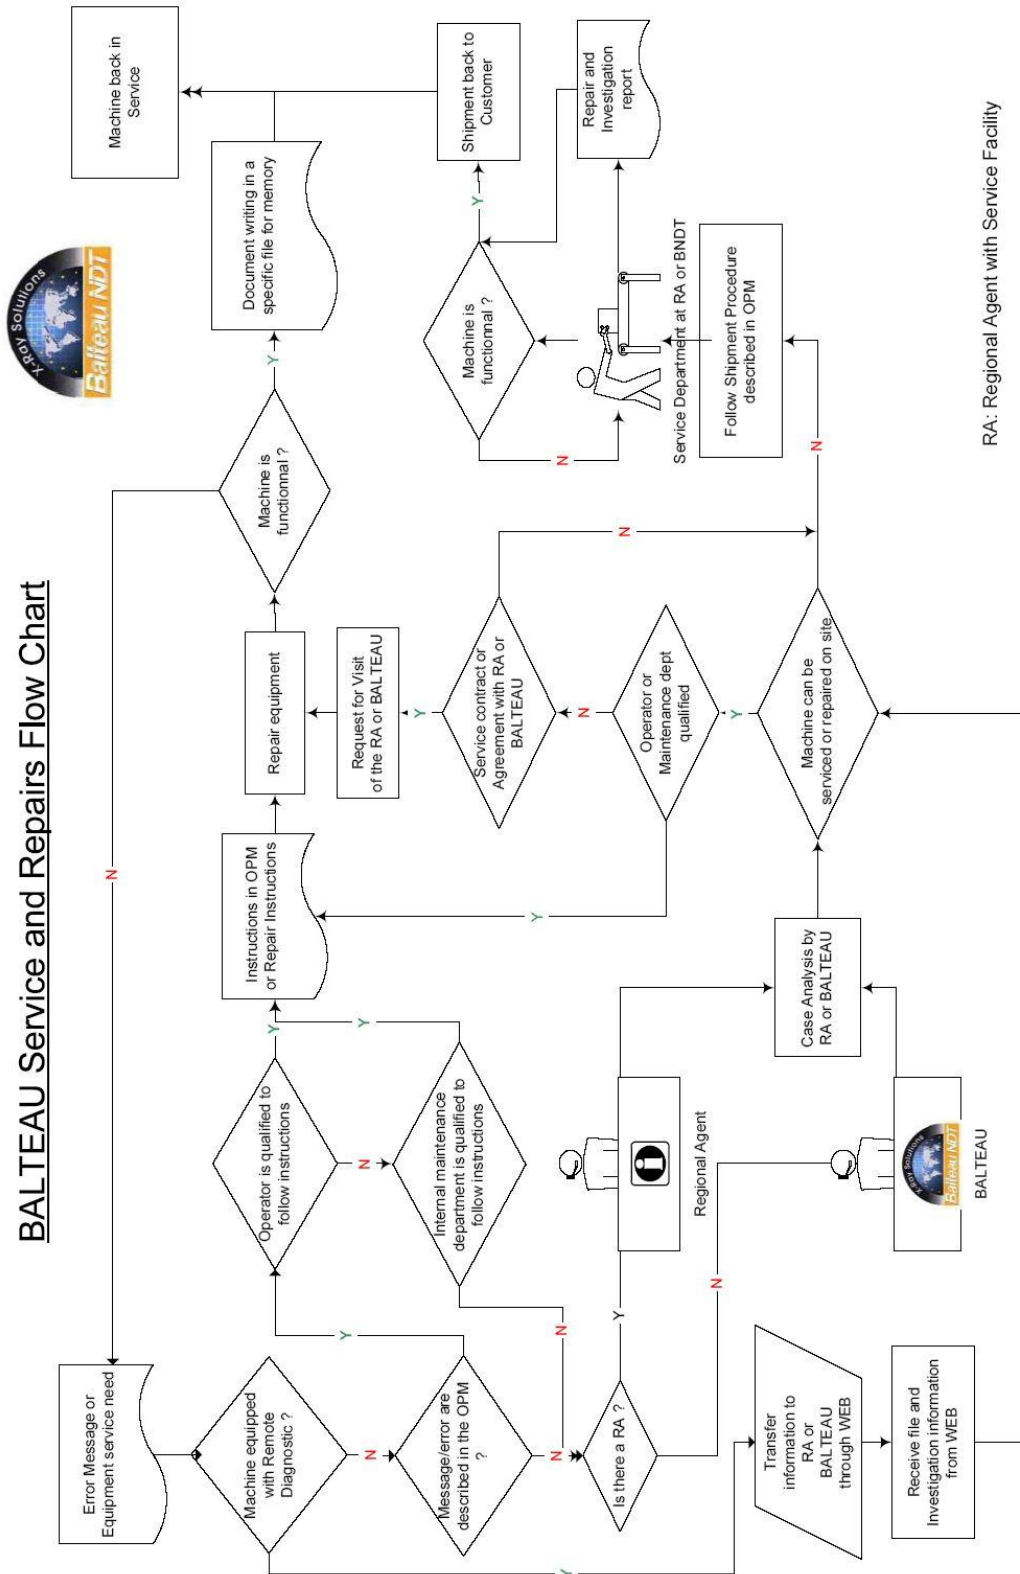 BALTEAU Service and Repairs Flow Chart
X-Ray Solutions
Balteau NDT
Error Message or
Equipment service need
Machine equipped
with Remote
Diagnostic ?
N
Y
Message/error are
described in the OPM
?
Y
N
Operator is qualified to
follow instructions
Y
N
Internal maintenance
department is qualified to
follow instructions
Y
N
Instructions in OPM
or Repair Instructions
Repair equipment
Machine is
functionnal ?
N
Y
Document writing in a
specific file for memory
Machine back in
Service
Is there a RA ?
Y
N
Regional Agent
X-Ray Solutions
Balteau NDT
BALTEAU
Case Analysis by
RA or BALTEAU
Transfer
information to
RA or
BALTEAU
through WEB
Receive file and
Investigation information
from WEB
Machine can be
serviced or repaired on site
Y
N
Operator or
Maintenance dept
qualified
Y
N
Service contract or
Agreement with RA or
BALTEAU
Y
N
Request for Visit
of the RA or BALTEAU
Follow Shipment Procedure
described in OPM
Service Department at RA or BNDT
Machine is
functionnal ?
N
Y
Repair and
Investigation
report
Shipment back to
Customer
RA: Regional Agent with Service Facility